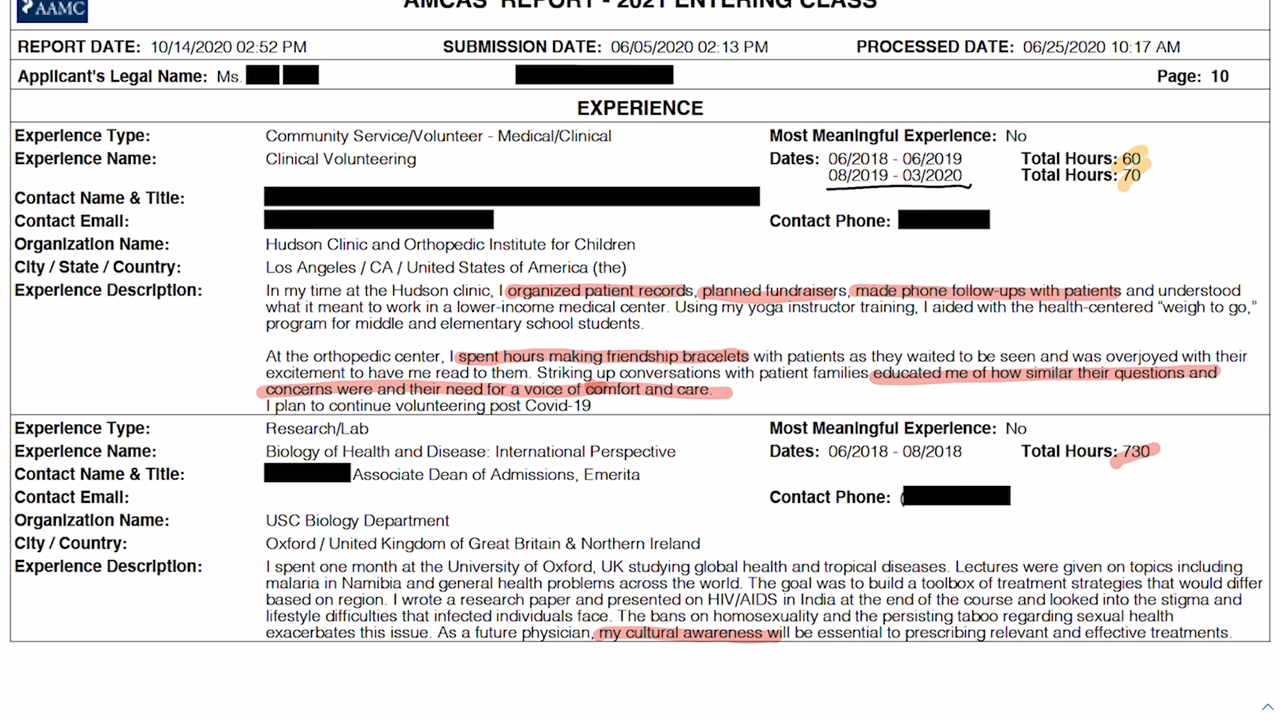 AAMC
AMCAS REPORT - 2021 ENTERING CLASS
REPORT DATE: 10/14/2020 02:52 PM SUBMISSION DATE: 06/05/2020 02:13 PM PROCESSED DATE: 06/25/2020 10:17 AM
Applicant's Legal Name: Ms. Page: 10
EXPERIENCE
Experience Type: Community Service/Volunteer - Medical/Clinical Most Meaningful Experience: No
Experience Name: Clinical Volunteering Dates: 06/2018 - 06/2019 Total Hours: 60
08/2019 - 03/2020 Total Hours: 70
Contact Name & Title:
Contact Email: Contact Phone:
Organization Name: Hudson Clinic and Orthopedic Institute for Children
City / State / Country: Los Angeles / CA / United States of America (the)
Experience Description: In my time at the Hudson clinic, I organized patient records, planned fundraisers, made phone follow-ups with patients and understood
what it meant to work in a lower-income medical center. Using my yoga instructor training, I aided with the health-centered “weigh to go,”
program for middle and elementary school students.
At the orthopedic center, I spent hours making friendship bracelets with patients as they waited to be seen and was overjoyed with their
excitement to have me read to them. Striking up conversations with patient families educated me of how similar their questions and
concerns were and their need for a voice of comfort and care.
I plan to continue volunteering post Covid-19
Experience Type: Research/Lab Most Meaningful Experience: No
Experience Name: Biology of Health and Disease: International Perspective Dates: 06/2018 - 08/2018 Total Hours: 730
Contact Name & Title: Associate Dean of Admissions, Emerita
Contact Email: Contact Phone: (
Organization Name: USC Biology Department
City / Country: Oxford / United Kingdom of Great Britain & Northern Ireland
Experience Description: I spent one month at the University of Oxford, UK studying global health and tropical diseases. Lectures were given on topics including
malaria in Namibia and general health problems across the world. The goal was to build a toolbox of treatment strategies that would differ
based on region. I wrote a research paper and presented on HIV/AIDS in India at the end of the course and looked into the stigma and
lifestyle difficulties that infected individuals face. The bans on homosexuality and the persisting taboo regarding sexual health
exacerbates this issue. As a future physician, my cultural awareness will be essential to prescribing relevant and effective treatments.